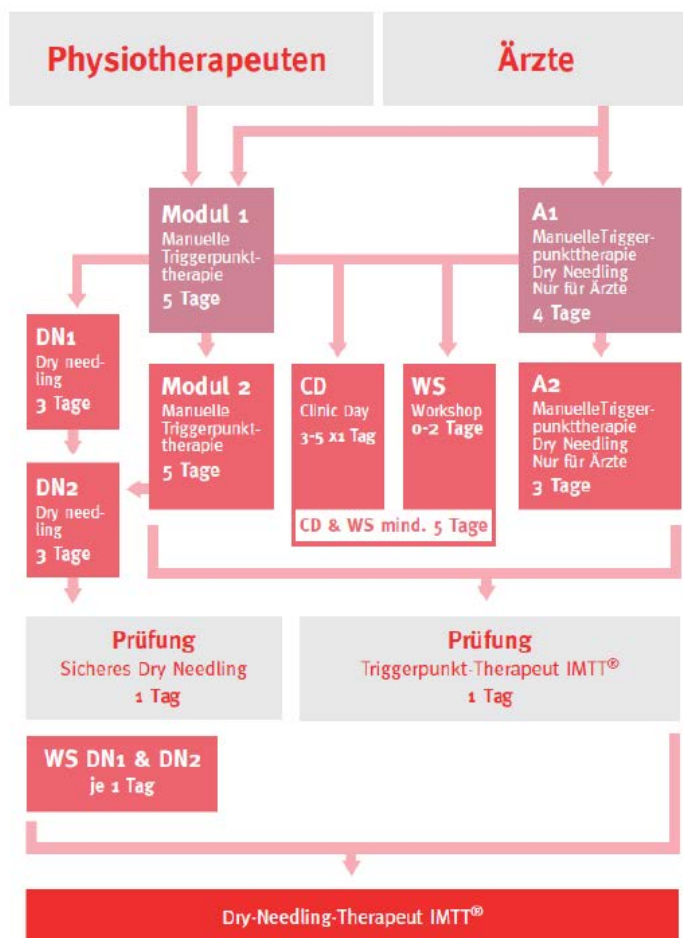 Physiotherapeuten
Ärzte
Modul 1
Manuelle
Triggerpunkt-
therapie
5 Tage
A1
ManuelleTrigger-
punkttherapie
Dry Needling
Nur für Ärzte
4 Tage
DN1
Dry need-
ling
3 Tage
Modul 2
Manuelle
Triggerpunkt-
therapie
5 Tage
CD
Clinic Day
3-5 x1 Tag
WS
Workshop
0-2 Tage
A2
ManuelleTrigger-
punkttherapie
Dry Needling
Nur für Ärzte
3 Tage
DN2
Dry need-
ling
3 Tage
CD & WS mind. 5 Tage
Prüfung
Sicheres Dry Needling
1 Tag
Prüfung
Triggerpunkt-Therapeut IMTT®
1 Tag
WS DN1 & DN2
je 1 Tag
Dry-Needling-Therapeut IMTT®